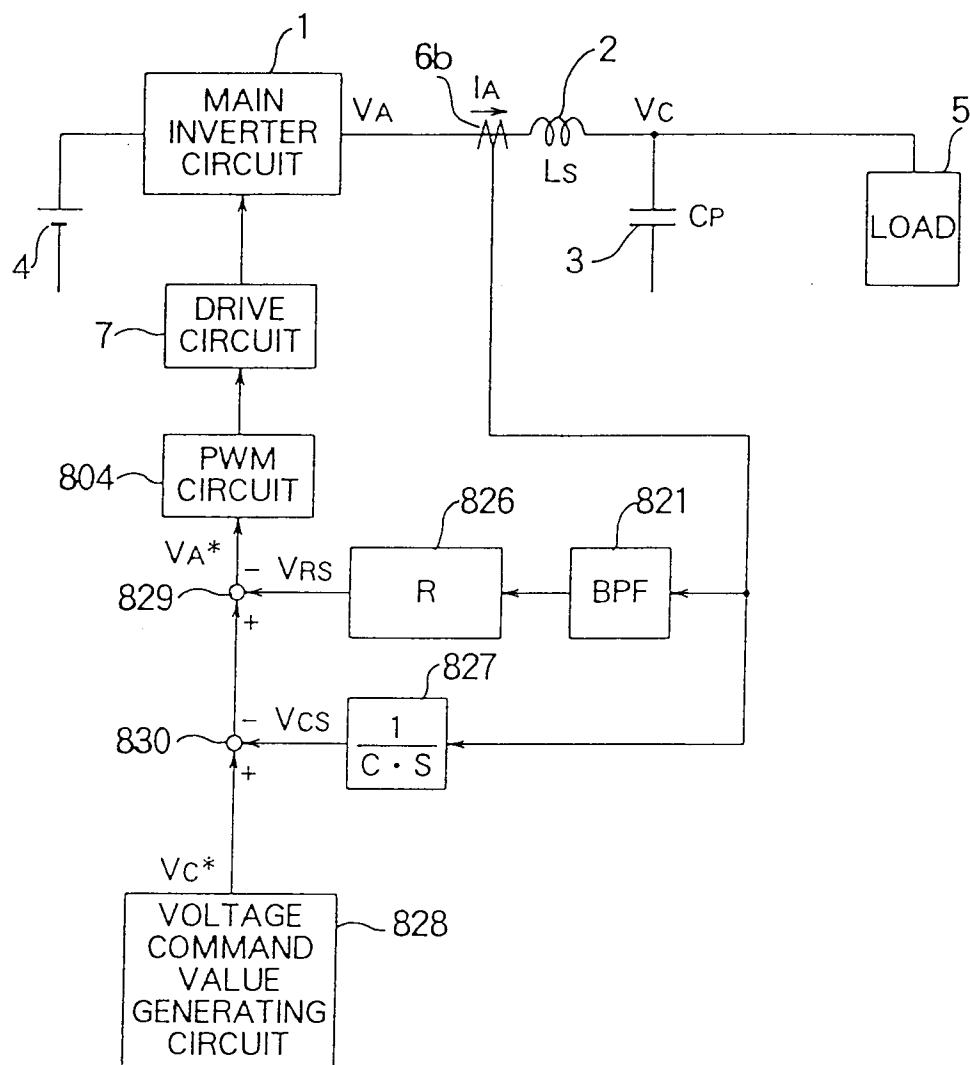 1
6b
2
IA
MAIN
INVERTER
CIRCUIT
VA
VC
5
LS
LOAD
4
3
CP
7
DRIVE
CIRCUIT
804
PWM
CIRCUIT
826
821
VA*
-
VRS
829
R
BPF
+
827
-
VCS
830
1
C · S
+
VC*
VOLTAGE
COMMAND
VALUE
GENERATING
CIRCUIT
828